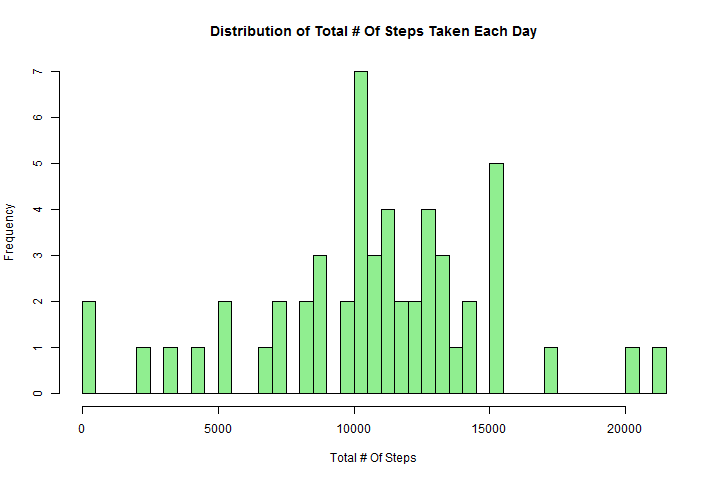 Distribution of Total # Of Steps Taken Each Day
Frequency
7
6
5
4
3
2
1
0
0 5000 10000 15000 20000
Total # Of Steps